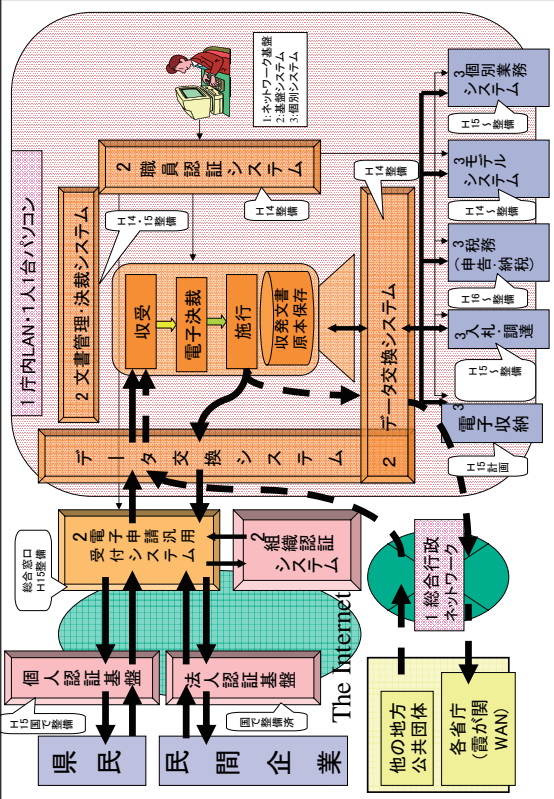 1 庁内LAN・1人1台パソコン
県民
H15国で整備
個人認証基盤
総合窓口
H15整備
2 電子申請汎用
受付システム
データ交換システム 2
2 文書管理・決裁システム
H14・15整備
2 職員認証システム
H14整備
収受
電子決裁
施行
収発文書
原本保存
1:ネットワーク基盤
2:基盤システム
3:個別システム
民間企業
国で整備済
法人認証基盤
2 組織認証
システム
The Internet
データ交換システム
H14整備
他の地方
公共団体
各省庁
(霞が関
WAN)
1 総合行政
ネットワーク
H15計画
3 電子収納
H15~整備
3入札・調達
H16~整備
3税務
(申告・納税)
H14~整備
3モデル
システム
H15~整備
3個別業務
システム